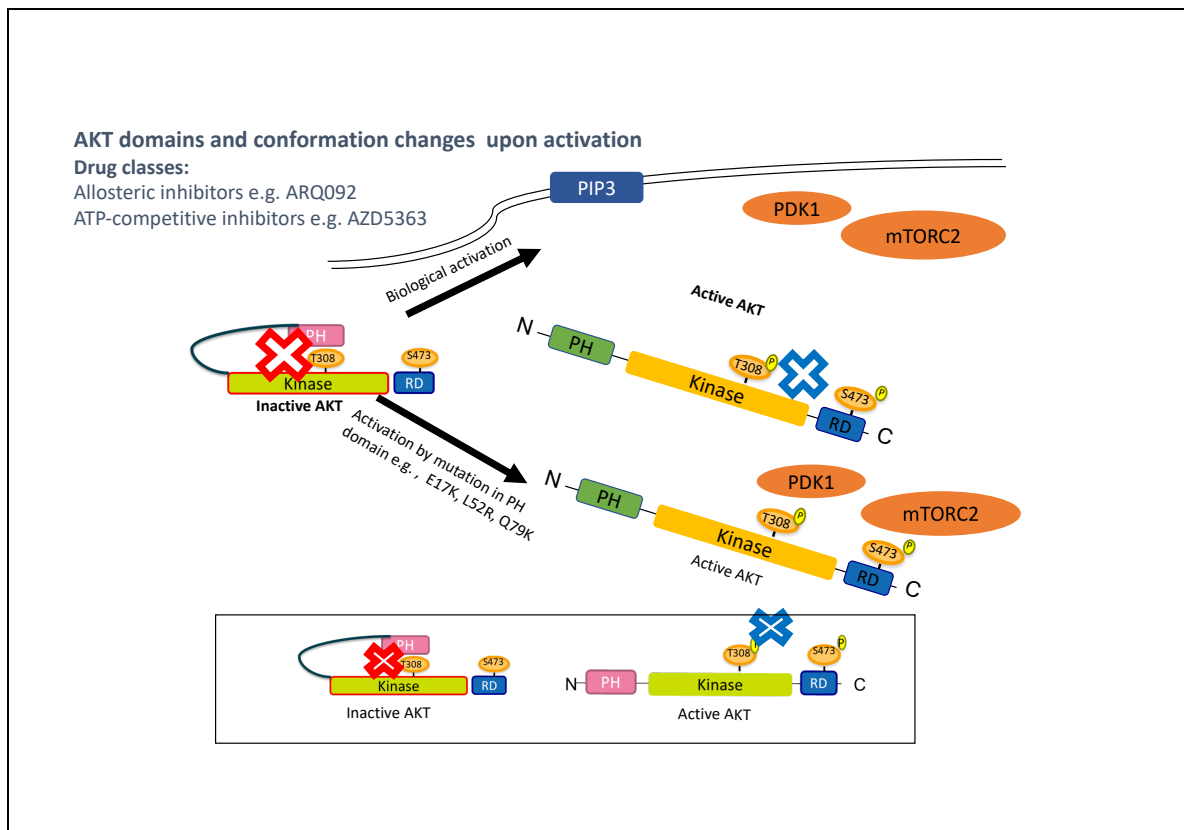 AKT domains and conformation changes upon activation
Drug classes:
Allosteric inhibitors e.g. ARQ092
ATP-competitive inhibitors e.g. AZD5363
PIP3
PDK1
mTORC2
Biological activation
Active AKT
N
PH
Kinase
T308
P
RD
S473
P
C
PH
T308
S473
Kinase
RD
Inactive AKT
Activation by mutation in PH
domain e.g. , E17K, L52R, Q79K
PDK1
mTORC2
N
PH
Kinase
T308
P
RD
S473
P
C
Active AKT
PH
T308
S473
Kinase
RD
Inactive AKT
N
PH
Kinase
T308
P
S473
P
RD
C
Active AKT